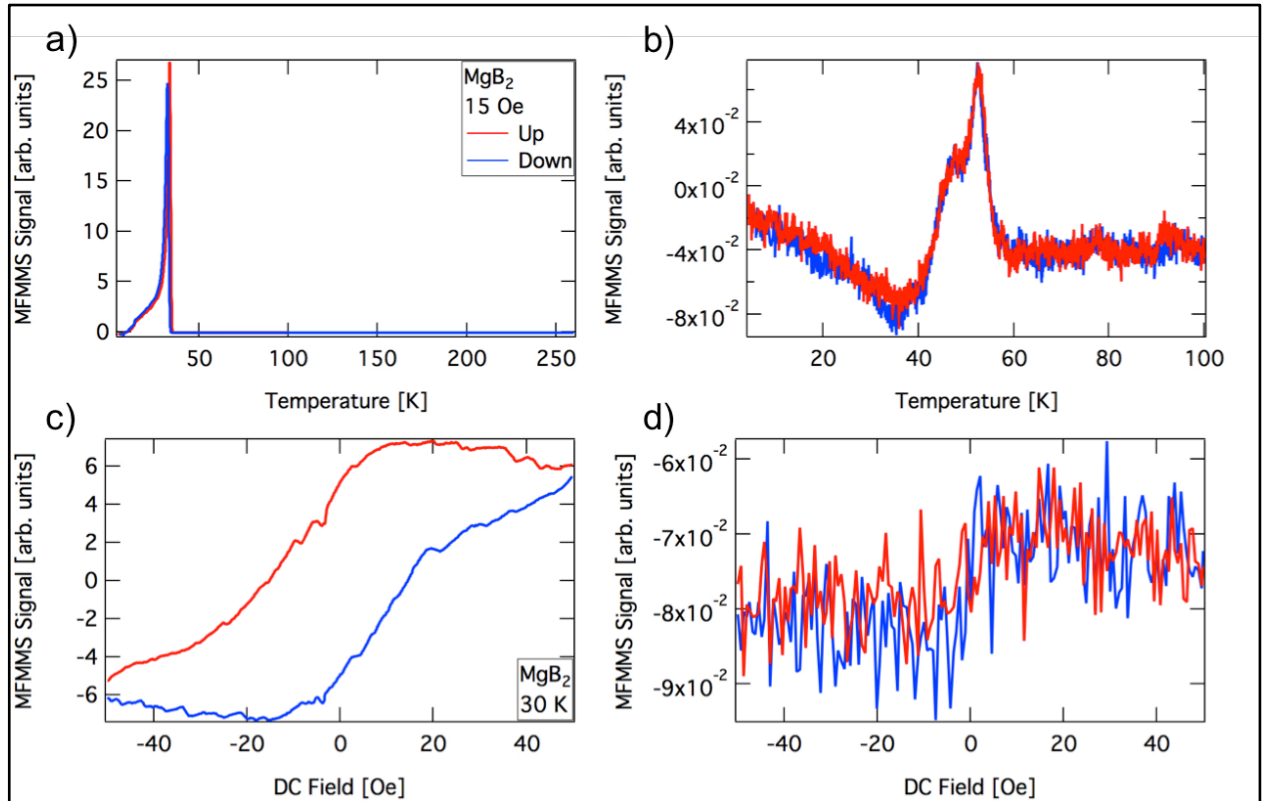 a)
MFMMS Signal [arb. units]
25
20
15
10
5
0
MgB₂
15 Oe
Up
Down
50
100
150
200
250
Temperature [K]
b)
MFMMS Signal [arb. units]
4x10⁻²
0x10⁻²
-4x10⁻²
-8x10⁻²
20
40
60
80
100
Temperature [K]
c)
MFMMS Signal [arb. units]
6
4
2
0
-2
-4
-6
MgB₂
30 K
-40
-20
0
20
40
DC Field [Oe]
d)
MFMMS Signal [arb. units]
-6x10⁻²
-7x10⁻²
-8x10⁻²
-9x10⁻²
-40
-20
0
20
40
DC Field [Oe]